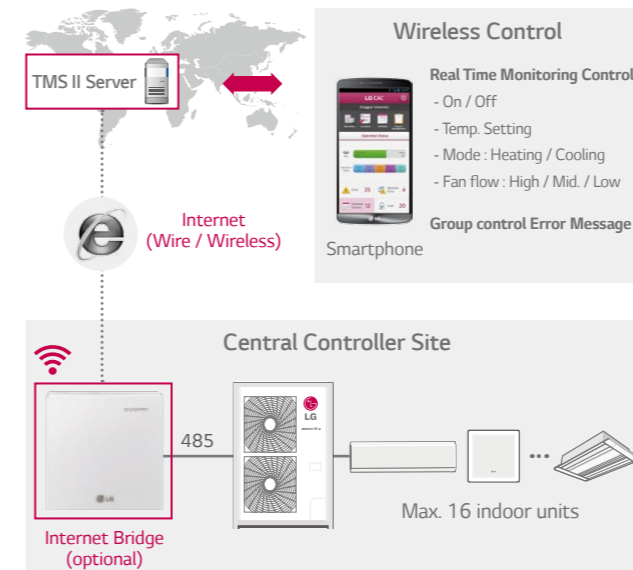 Wireless Control
TMS II Server
Real Time Monitoring Control
- On / Off
- Temp. Setting
- Mode : Heating / Cooling
- Fan flow : High / Mid. / Low
Group control Error Message
LG CAC
Smartphone
Internet
(Wire / Wireless)
Central Controller Site
485
LG
LG
Max. 16 indoor units
Internet Bridge
(optional)